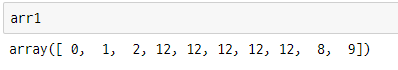 arr1
array([ 0,  1,  2, 12, 12, 12, 12, 12,  8,  9])